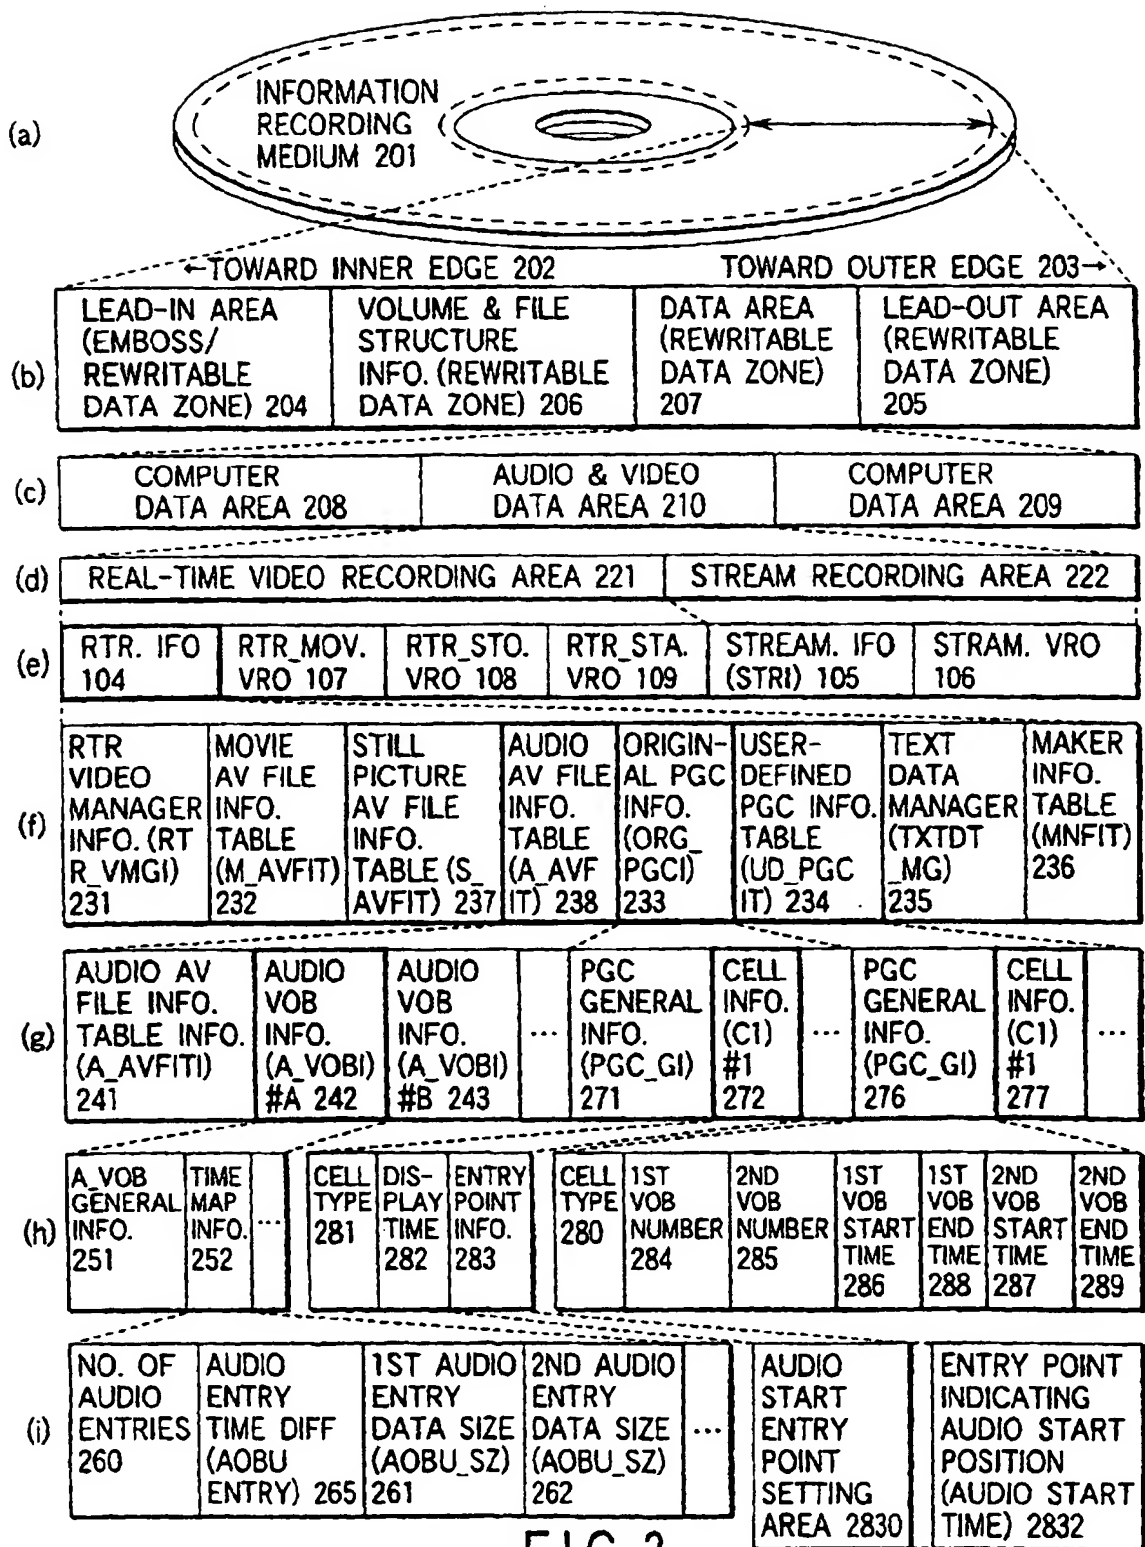 (a)
INFORMATION
RECORDING
MEDIUM 201
←TOWARD INNER EDGE 202
TOWARD OUTER EDGE 203→
(b)
LEAD-IN AREA
(EMBOSS/
REWRITABLE
DATA ZONE) 204
VOLUME & FILE
STRUCTURE
INFO. (REWRITABLE
DATA ZONE) 206
DATA AREA
(REWRITABLE
DATA ZONE)
207
LEAD-OUT AREA
(REWRITABLE
DATA ZONE)
205
(c)
COMPUTER
DATA AREA 208
AUDIO & VIDEO
DATA AREA 210
COMPUTER
DATA AREA 209
(d)
REAL-TIME VIDEO RECORDING AREA 221
STREAM RECORDING AREA 222
(e)
RTR. IFO
104
RTR_MOV.
VRO 107
RTR_STO.
VRO 108
RTR_STA.
VRO 109
STREAM. IFO
(STRI) 105
STRAM. VRO
106
(f)
RTR
VIDEO
MANAGER
INFO. (RT
R_VMGI)
231
MOVIE
AV FILE
INFO.
TABLE
(M_AVFIT)
232
STILL
PICTURE
AV FILE
INFO.
TABLE (S_
AVFIT) 237
AUDIO
AV FILE
INFO.
TABLE
(A_AVF
IT) 238
ORIGIN-
AL PGC
INFO.
(ORG_
PGCI)
233
USER-
DEFINED
PGC INFO.
TABLE
(UD_PGC
IT) 234
TEXT
DATA
MANAGER
(TXTDT
_MG)
235
MAKER
INFO.
TABLE
(MNFIT)
236
(g)
AUDIO AV
FILE INFO.
TABLE INFO.
(A_AVFITI)
241
AUDIO
VOB
INFO.
(A_VOBI)
#A 242
AUDIO
VOB
INFO.
(A_VOBI)
#B 243
...
PGC
GENERAL
INFO.
(PGC_GI)
271
CELL
INFO.
(C1)
#1
272
...
PGC
GENERAL
INFO.
(PGC_GI)
276
CELL
INFO.
(C1)
#1
277
...
(h)
A_VOB
GENERAL
INFO.
251
TIME
MAP
INFO.
252
...
CELL
TYPE
281
DIS-
PLAY
TIME
282
ENTRY
POINT
INFO.
283
CELL
TYPE
280
1ST
VOB
NUMBER
284
2ND
VOB
NUMBER
285
1ST
VOB
START
TIME
286
1ST
VOB
END
TIME
288
2ND
VOB
START
TIME
287
2ND
VOB
END
TIME
289
(i)
NO. OF
AUDIO
ENTRIES
260
AUDIO
ENTRY
TIME DIFF
(AOBU
ENTRY) 265
1ST AUDIO
ENTRY
DATA SIZE
(AOBU_SZ)
261
2ND AUDIO
ENTRY
DATA SIZE
(AOBU_SZ)
262
...
AUDIO
START
ENTRY
POINT
SETTING
AREA 2830
ENTRY POINT
INDICATING
AUDIO START
POSITION
(AUDIO START
TIME) 2832